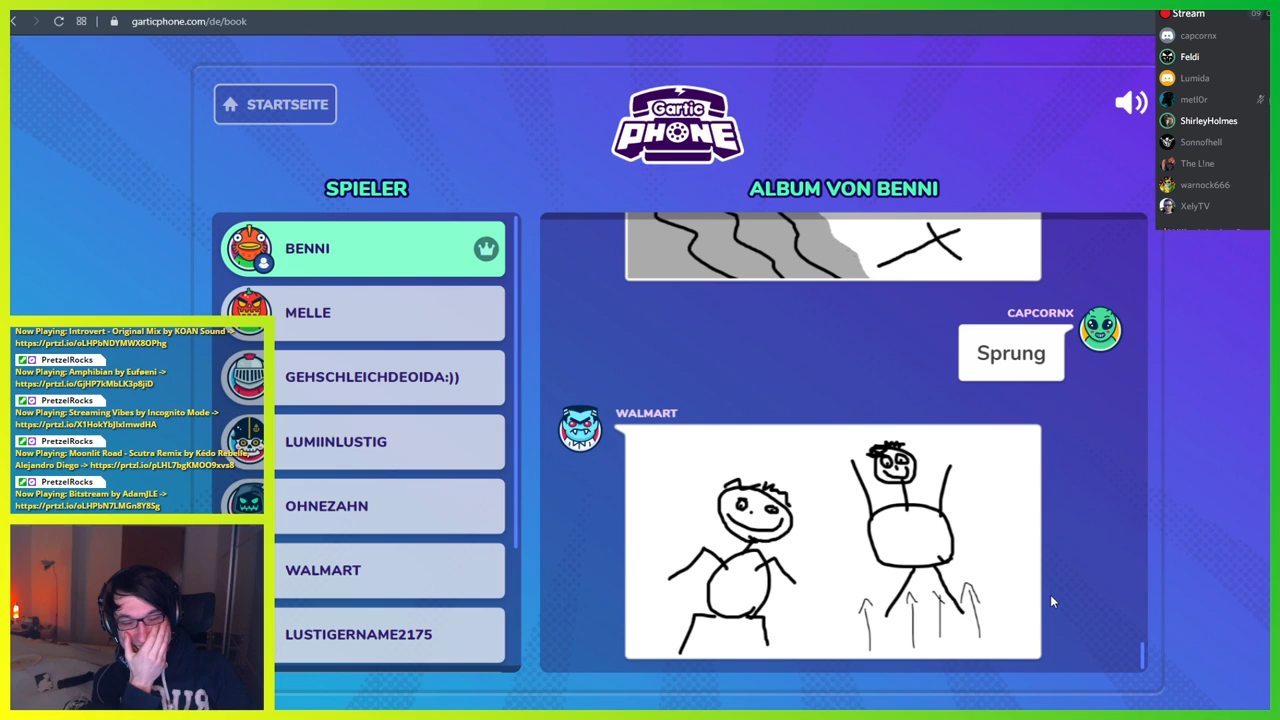 garticphone.com/de/book
Stream
09
capcornx
Feldi
Lumida
metl0r
ShirleyHolmes
Sonnofhell
The L!ne
warnock666
XelyTV
STARTSEITE
Gartic
PHONE
SPIELER
ALBUM VON BENNI
BENNI
MELLE
GEHSCHLEICHDEOIDA:))
LUMIINLUSTIG
OHNEZAHN
WALMART
LUSTIGERNAME2175
CAPCORNX
Sprung
WALMART
Now Playing: Introvert - Original Mix by KOAN Sound ->
https://prtzl.io/oLHPbNDYMWX8OPhg
PretzelRocks
Now Playing: Amphibian by Euføeni ->
https://prtzl.io/GjHP7kMbLK3p8jiD
PretzelRocks
Now Playing: Streaming Vibes by Incognito Mode ->
https://prtzl.io/X1HokYbJlxlmwdHA
PretzelRocks
Now Playing: Moonlit Road - Scutra Remix by Kédo Rebelle,
Alejandro Diego -> https://prtzl.io/pLHL7bgKMOO9xvs8
PretzelRocks
Now Playing: Bitstream by AdamJLE ->
https://prtzl.io/oLHPbN7LMGn8Y8Sg